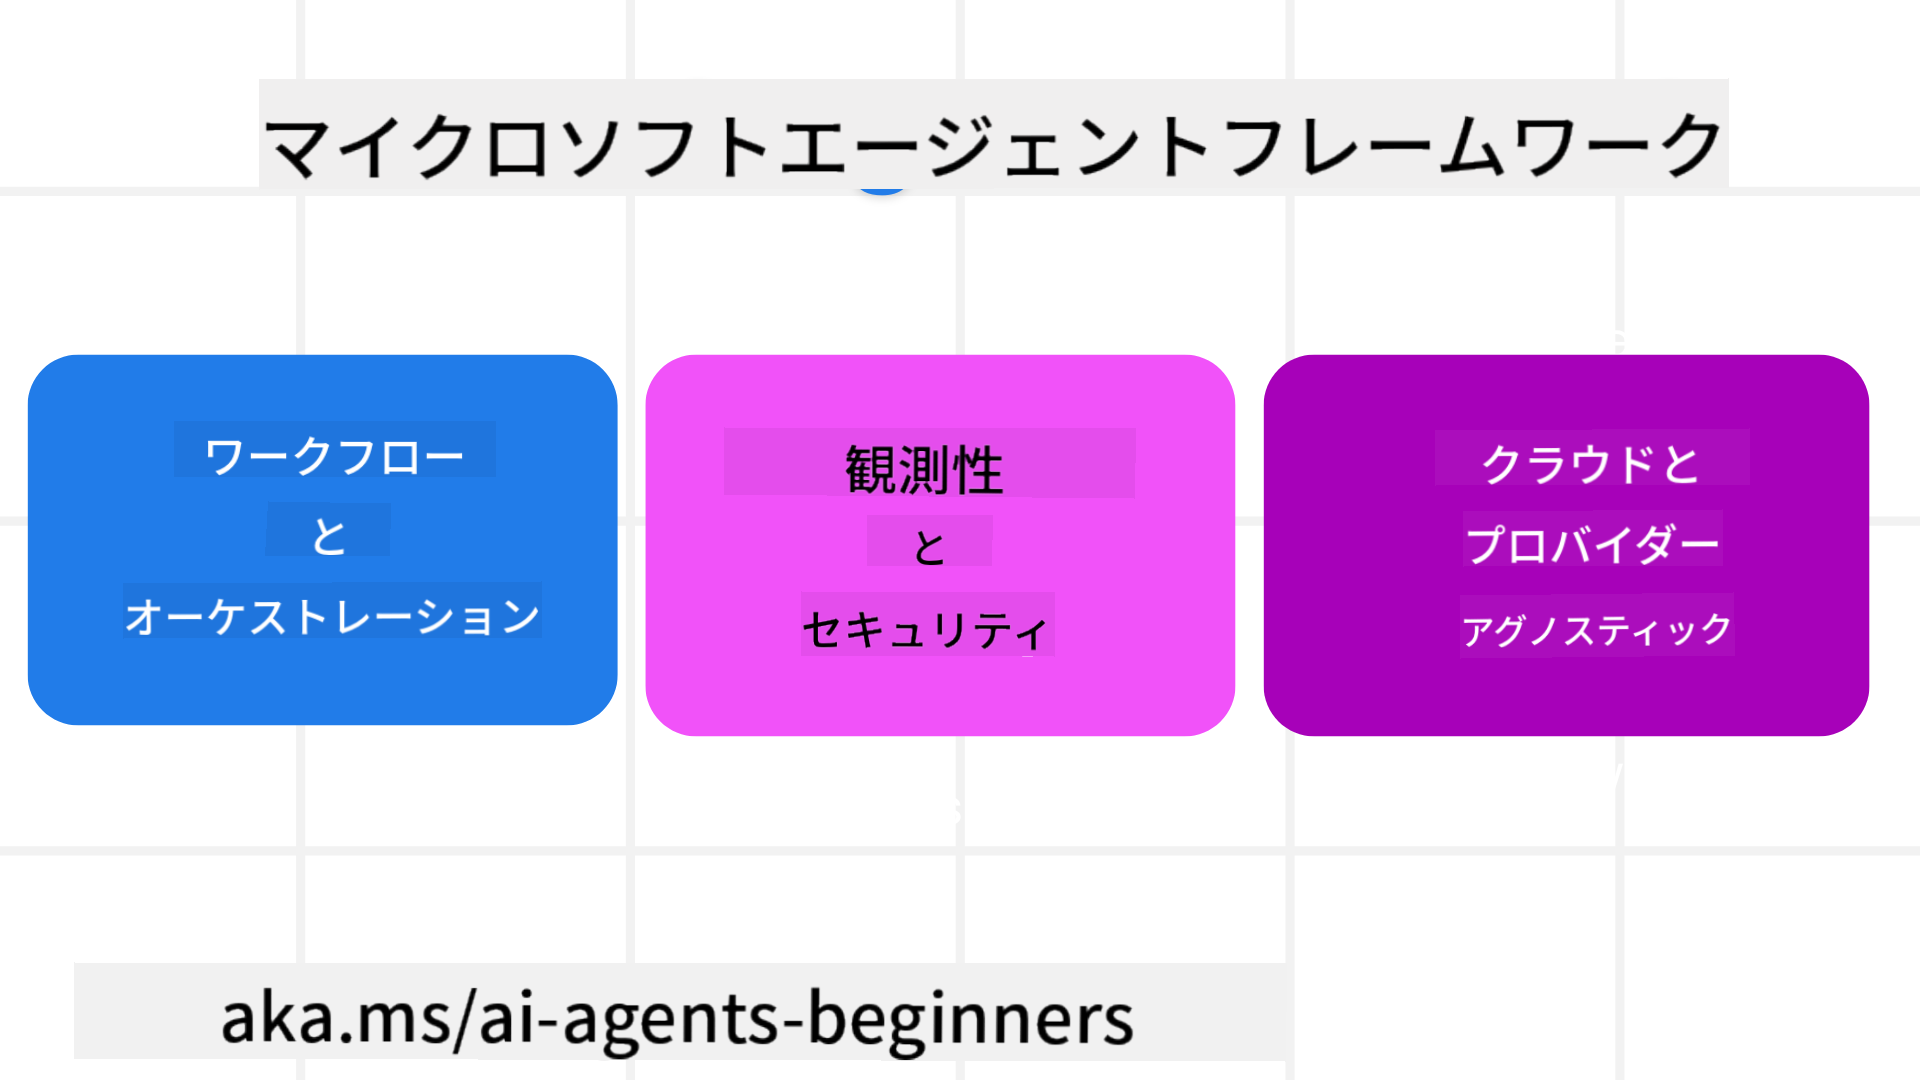 マイクロソフトエージェントフレームワーク
ワークフロー
と
オーケストレーション
観測性
と
セキュリティ
クラウドと
プロバイダー
アグノスティック
aka.ms/ai-agents-beginners